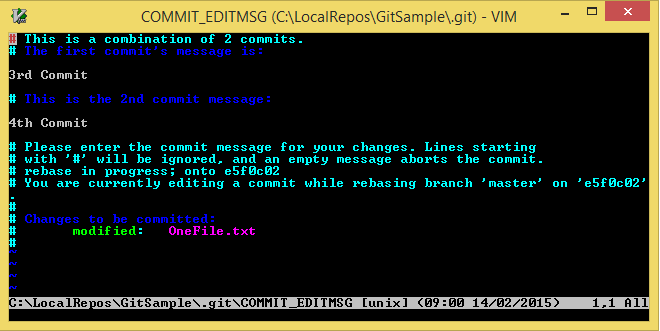 COMMIT_EDITMSG (C:\LocalRepos\GitSample\.git) - VIM
# This is a combination of 2 commits.
# The first commit's message is:
3rd Commit
# This is the 2nd commit message:
4th Commit
# Please enter the commit message for your changes. Lines starting
# with '#' will be ignored, and an empty message aborts the commit.
# rebase in progress; onto e5f0c02
# You are currently editing a commit while rebasing branch 'master' on 'e5f0c02'
.
#
# Changes to be committed:
#       modified:   OneFile.txt
#
~
~
~
~
C:\LocalRepos\GitSample\.git\COMMIT_EDITMSG [unix] (09:00 14/02/2015)    1,1 All